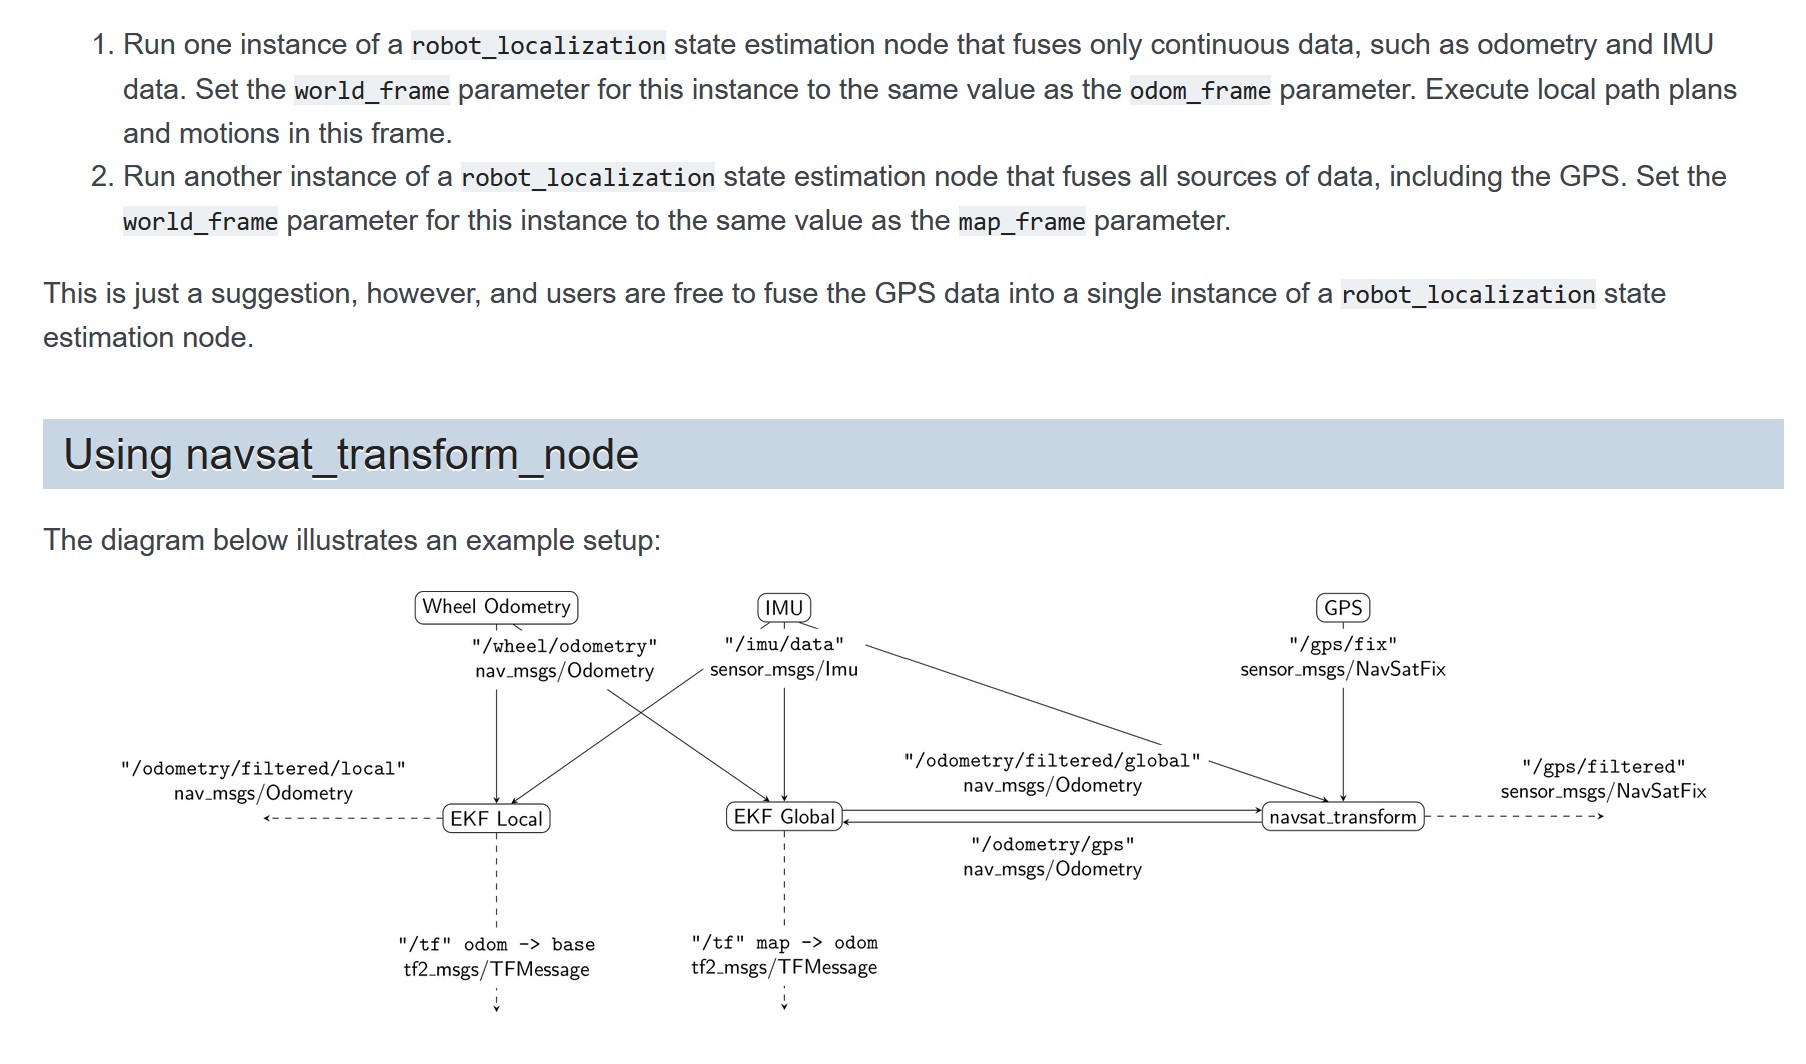 1. Run one instance of a robot_localization state estimation node that fuses only continuous data, such as odometry and IMU
data. Set the world_frame parameter for this instance to the same value as the odom_frame parameter. Execute local path plans
and motions in this frame.
2. Run another instance of a robot_localization state estimation node that fuses all sources of data, including the GPS. Set the
world_frame parameter for this instance to the same value as the map_frame parameter.
This is just a suggestion, however, and users are free to fuse the GPS data into a single instance of a robot_localization state
estimation node.
Using navsat_transform_node
The diagram below illustrates an example setup:
Wheel Odometry
IMU
GPS
"/wheel/odometry"
nav_msgs/Odometry
"/imu/data"
sensor_msgs/Imu
"/gps/fix"
sensor_msgs/NavSatFix
"/odometry/filtered/local"
nav_msgs/Odometry
"/odometry/filtered/global"
nav_msgs/Odometry
"/gps/filtered"
sensor_msgs/NavSatFix
EKF Local
EKF Global
navsat_transform
"/odometry/gps"
nav_msgs/Odometry
"/tf" odom -> base
tf2_msgs/TFMessage
"/tf" map -> odom
tf2_msgs/TFMessage